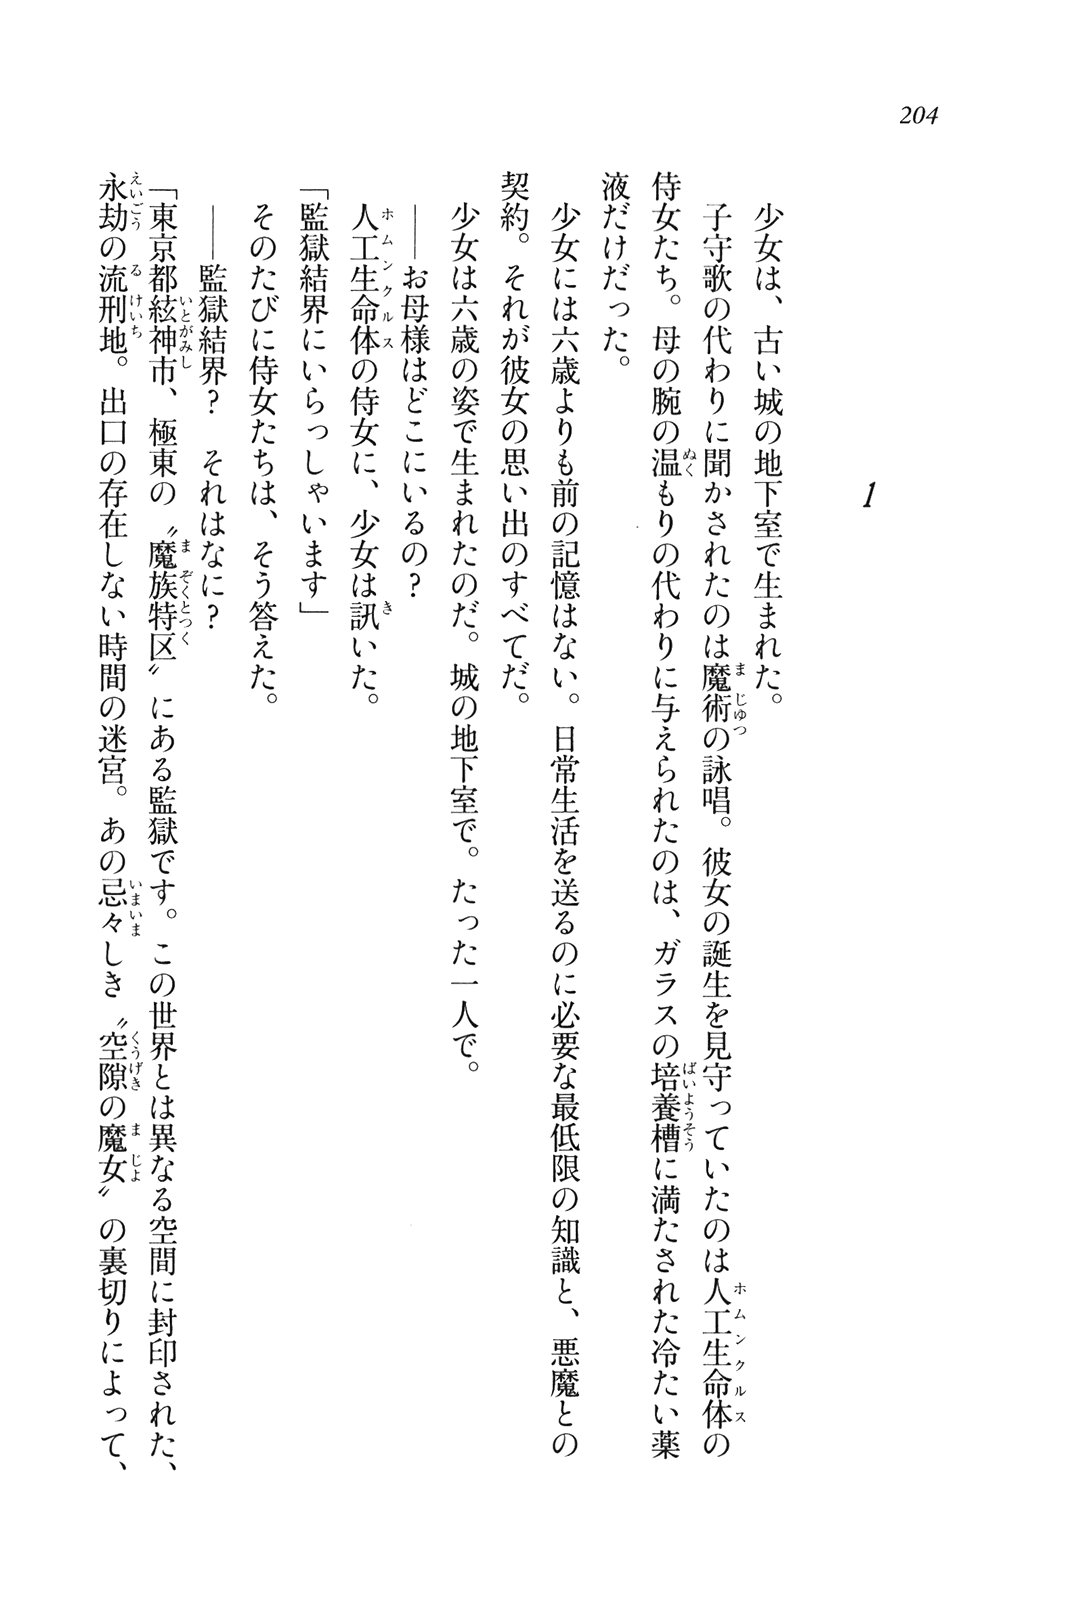 204
1
少女は、古い城の地下室で生まれた。
子守歌の代わりに聞かされたのは魔術の詠唱。彼女の誕生を見守っていたのは人工生命体の
侍女たち。母の腕の温もりの代わりに与えられたのは、ガラスの培養槽に満たされた冷たい薬
液だけだった。
少女には六歳よりも前の記憶はない。日常生活を送るのに必要な最低限の知識と、悪魔との
契約。それが彼女の思い出のすべてだ。
少女は六歳の姿で生まれたのだ。城の地下室で。たった一人で。
――お母様はどこにいるの？
人工生命体の侍女に、少女は訊いた。
「監獄結界にいらっしゃいます」
そのたびに侍女たちは、そう答えた。
――監獄結界？　それはなに？
「東京都絃神市、極東の〝魔族特区〟にある監獄です。この世界とは異なる空間に封印された、
永劫の流刑地。出口の存在しない時間の迷宮。あの忌々しき〝空隙の魔女〟の裏切りによって、